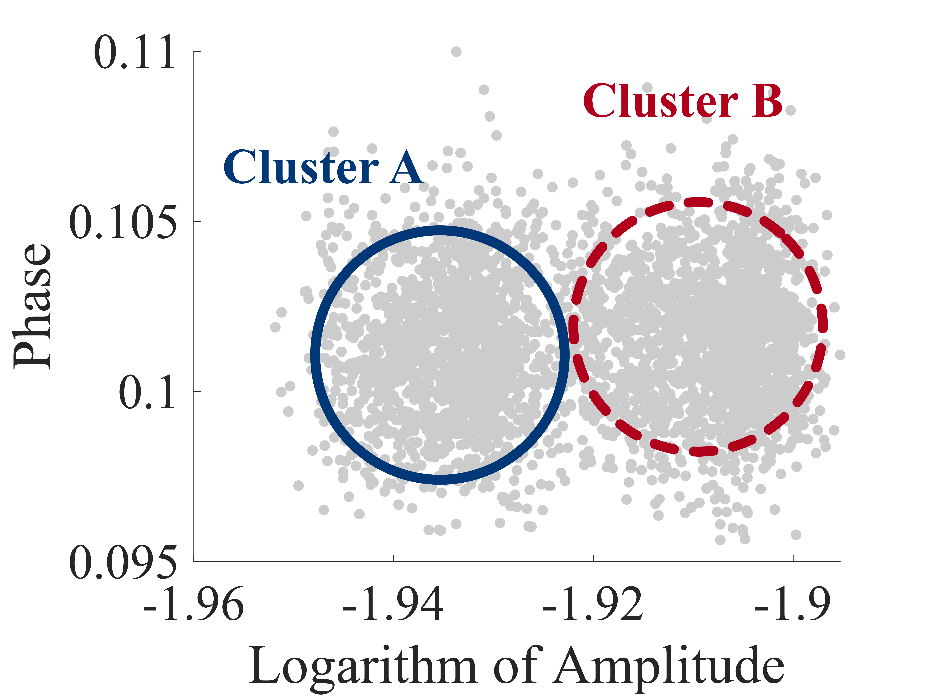 0.11
Cluster B
Cluster A
0.105
Phase
0.1
0.095
-1.96 -1.94 -1.92 -1.9
Logarithm of Amplitude